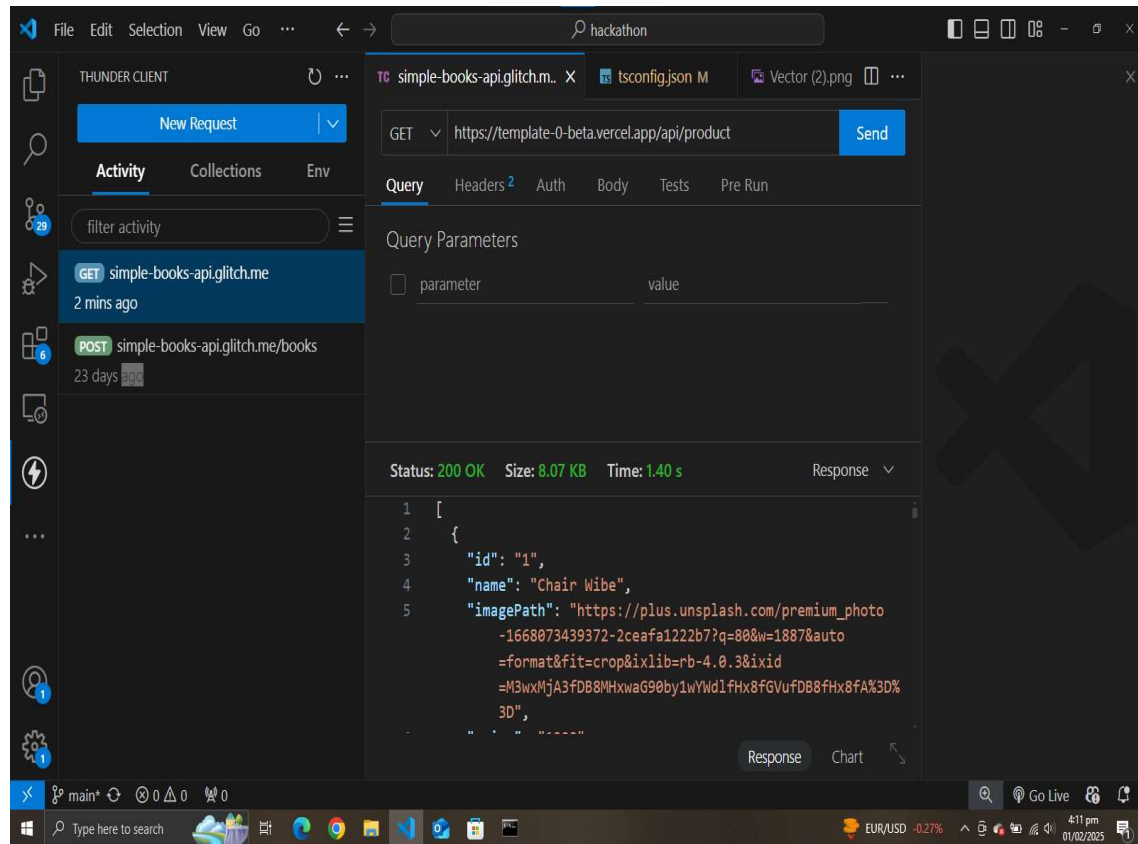 File Edit Selection View Go ... hackathon
THUNDER CLIENT
New Request
Activity Collections Env
filter activity
GET simple-books-api.glitch.me
2 mins ago
POST simple-books-api.glitch.me/books
23 days ago
29
6
1
1
TC simple-books-api.glitch.m.. X TS tsconfig.json M Vector (2).png
GET https://template-0-beta.vercel.app/api/product Send
Query Headers 2 Auth Body Tests Pre Run
Query Parameters
parameter value
Status: 200 OK Size: 8.07 KB Time: 1.40 s Response
1 [
2 {
3 "id": "1",
4 "name": "Chair Wibe",
5 "imagePath": "https://plus.unsplash.com/premium_photo
-1668073439372-2ceafa1222b7?q=80&w=1887&auto
=format&fit=crop&ixlib=rb-4.0.3&ixid
=M3wxMjA3fDB8MHxwaG90by1wYWdlfHx8fGVufDB8fHx8fA%3D%
3D",
Response Chart
main* 0 0 0 Go Live
Type here to search EUR/USD -0.27% 4:11 pm
01/02/2025